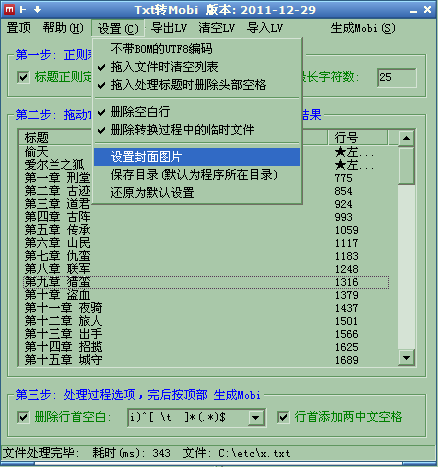 Txt转Mobi 版本: 2011-12-29
置顶 帮助(H) 设置(C) 导出LV 清空LV 导入LV 生成Mobi(S)
不带BOM的UTF8编码
拖入文件时清空列表
拖入处理标题时删除头部空格
删除空白行
删除转换过程中的临时文件
设置封面图片
保存目录(默认为程序所在目录)
还原为默认设置
第一步: 正则
标题正则定 最长字符数: 25
第二步: 拖动 结果
标题 行号
偷天 ★左...
爱尔兰之狐 ★左...
第一章 刑堂 775
第二章 古迹 854
第三章 道君 924
第四章 古阵 993
第五章 传承 1059
第六章 山民 1117
第七章 仇蛮 1183
第八章 联军 1248
第九章 猎蛮 1316
第十章 盗血 1379
第十一章 夜骑 1437
第十二章 旅人 1501
第十三章 出手 1566
第十四章 招揽 1625
第十五章 城守 1689
第三步: 处理过程选项，完后按顶部 生成Mobi
删除行首空白: i)^[ \t　]*(.*)$ 行首添加两中文空格
文件处理完毕: 耗时(ms): 343 文件: C:\etc\x.txt